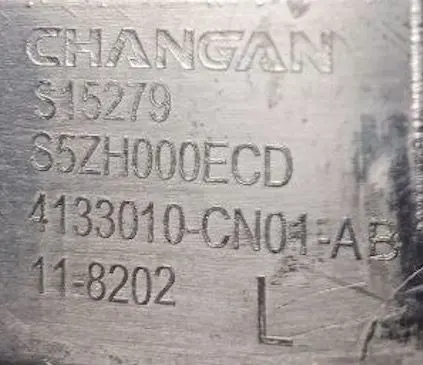 CHANGAN
S15279
S5ZH000ECD
4133010-CN01-AB
11-8202
L